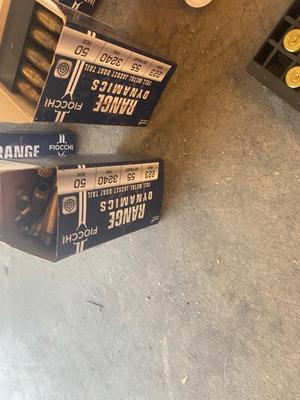 FIOCCHI
RANGE
DYNAMICS
FULL METAL JACKET BOAT TAIL
223
55
3240
50
RANGE
FIOCCHI
FIOCCHI
RANGE
DYNAMICS
FULL METAL JACKET BOAT TAIL
223
55
3240
50